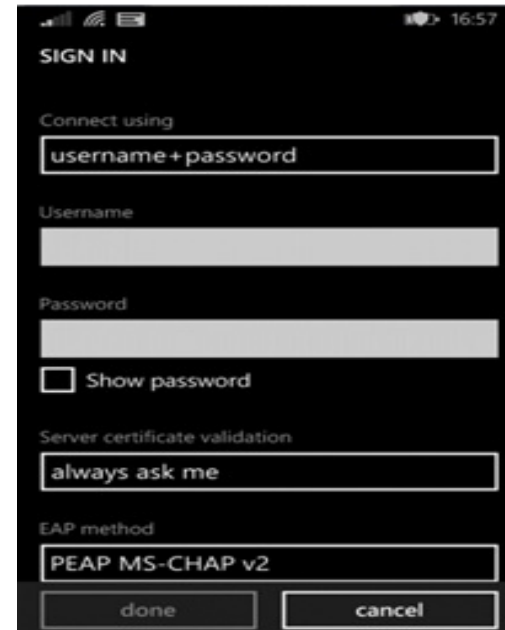 16:57
SIGN IN
Connect using
username+password
Username
Password
Show password
Server certificate validation
always ask me
EAP method
PEAP MS-CHAP v2
done cancel